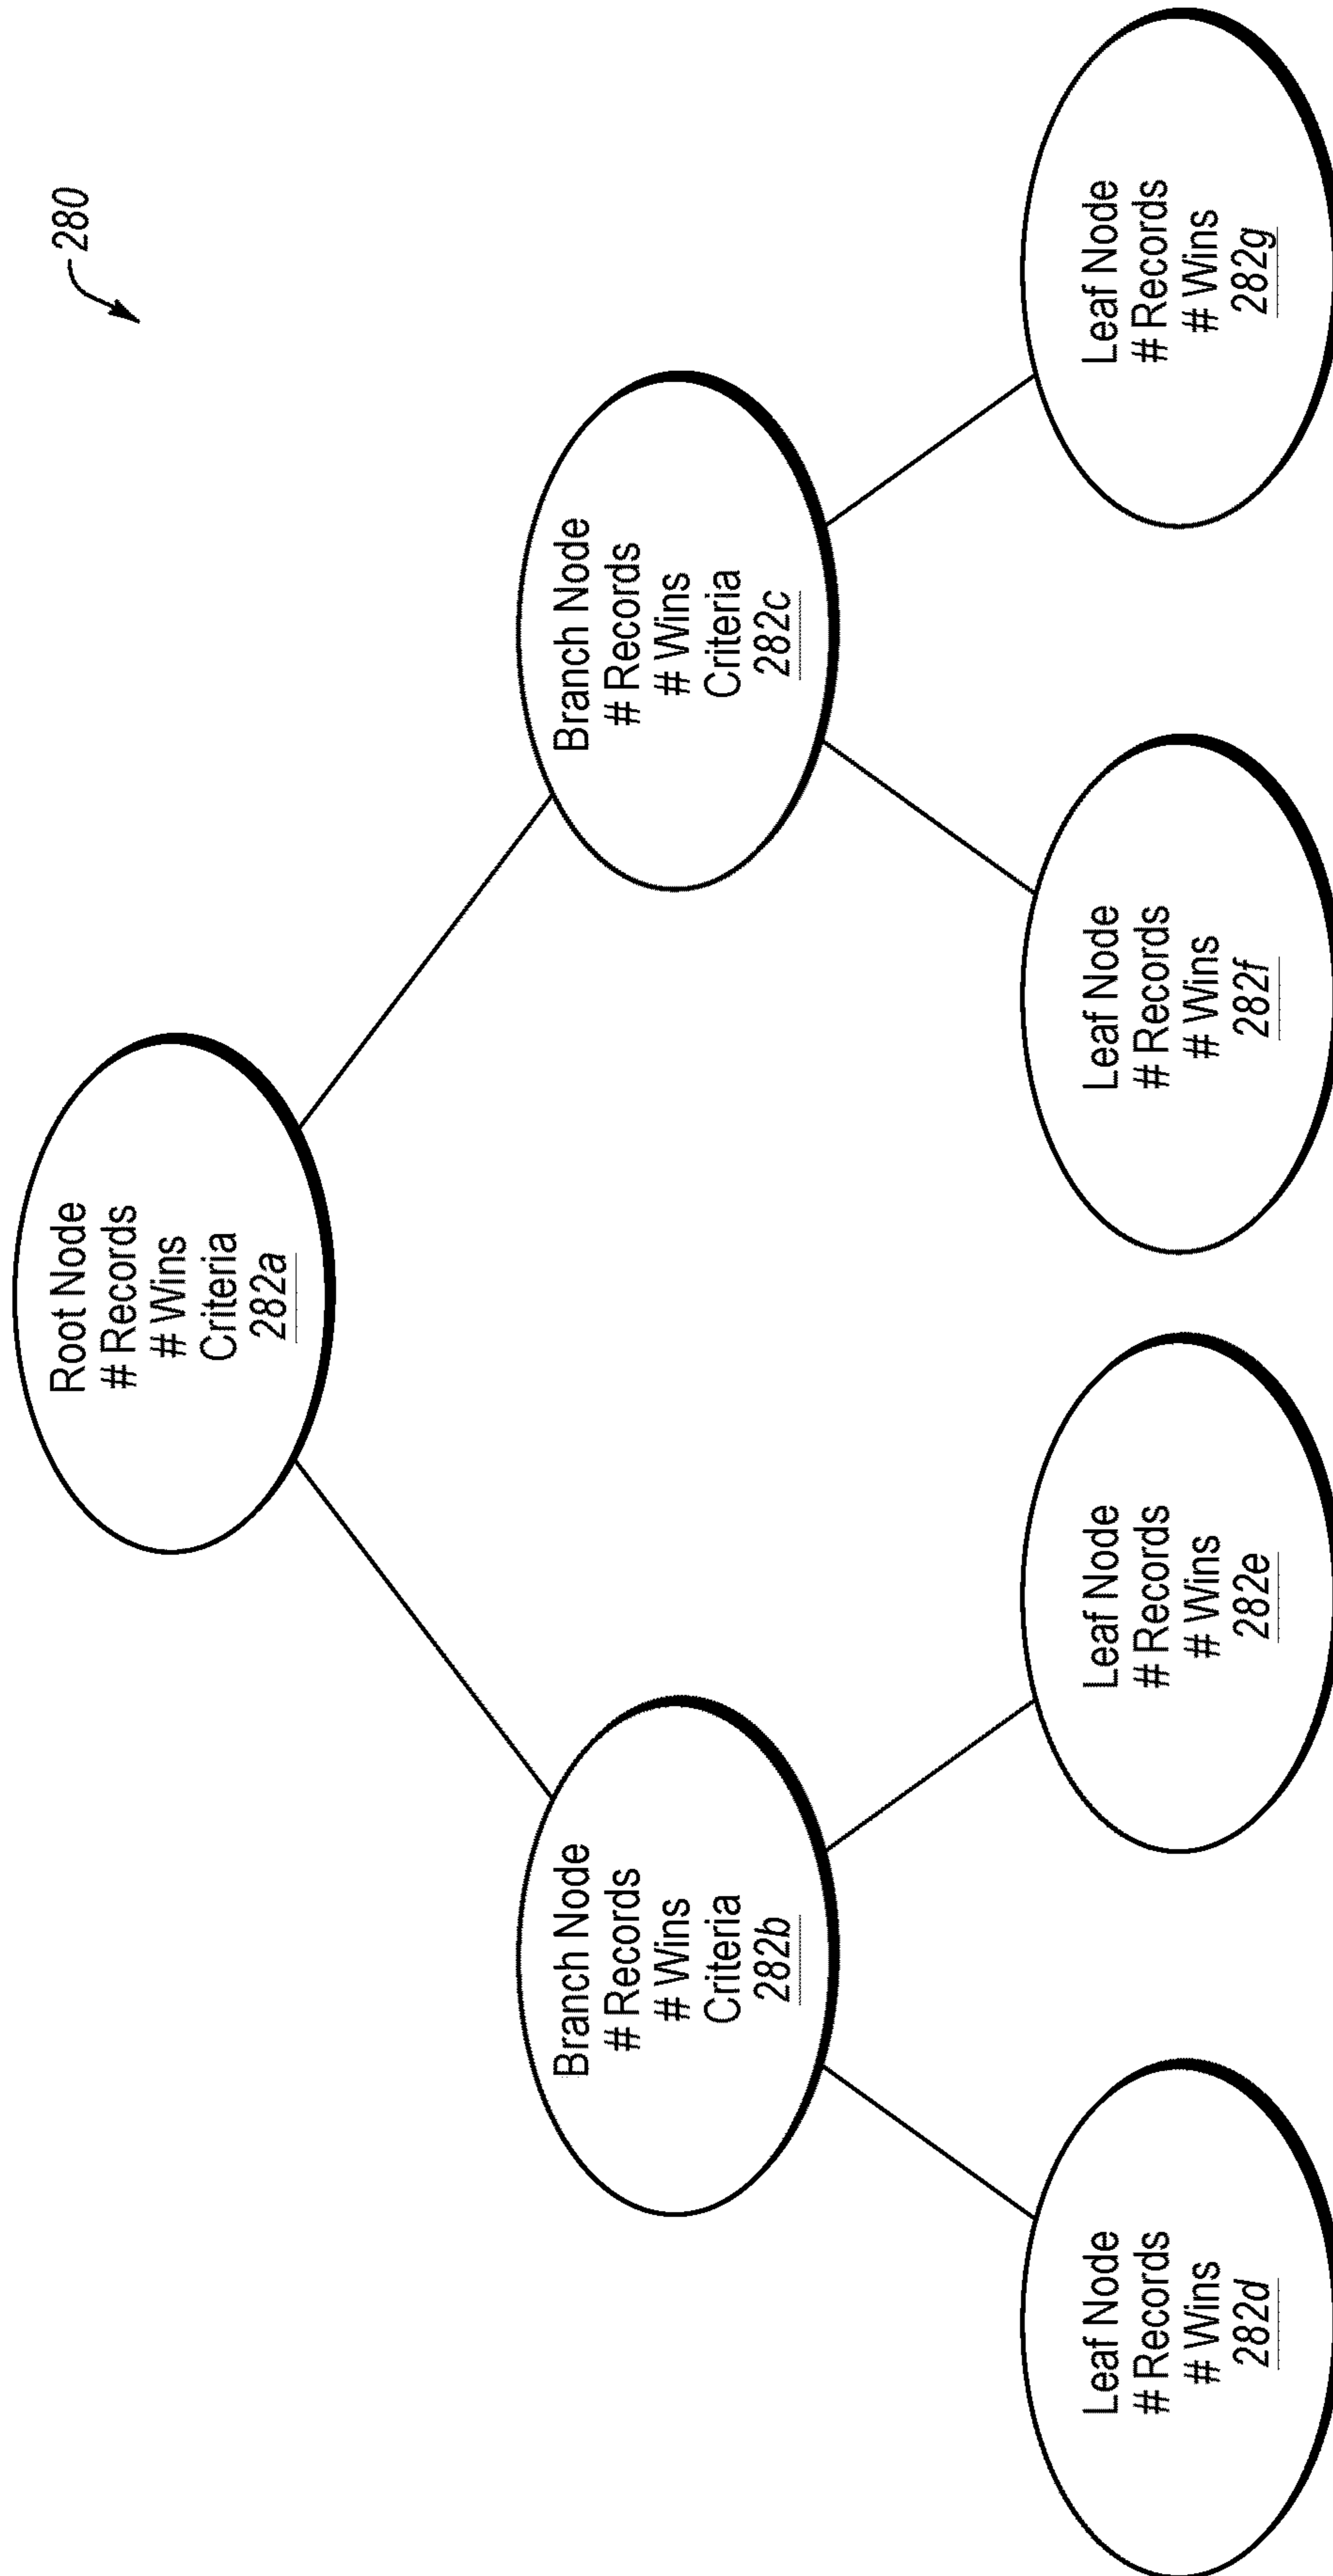 280
Root Node
# Records
# Wins
Criteria
282a
Branch Node
# Records
# Wins
Criteria
282b
Branch Node
# Records
# Wins
Criteria
282c
Leaf Node
# Records
# Wins
282d
Leaf Node
# Records
# Wins
282e
Leaf Node
# Records
# Wins
282f
Leaf Node
# Records
# Wins
282g